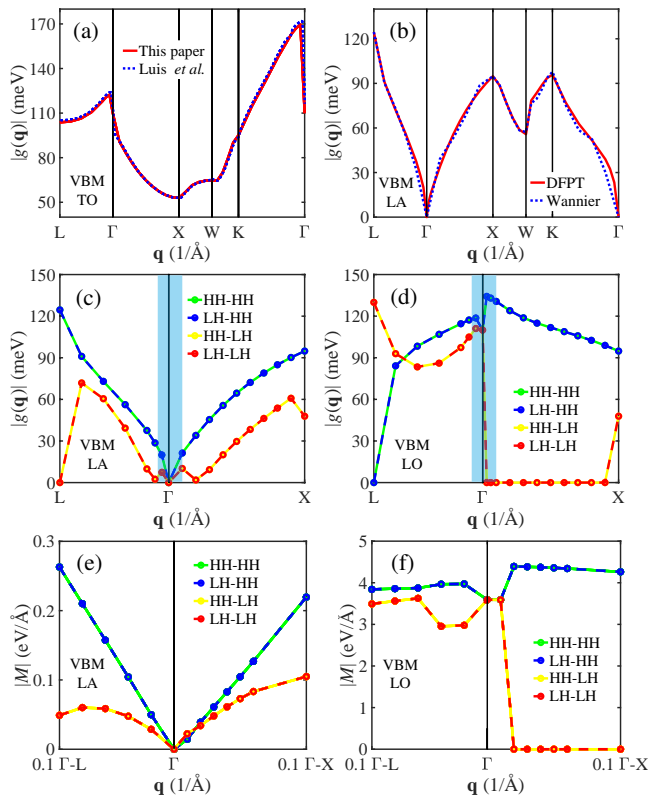 (a)
170
140
110
80
50
|g(q)| (meV)
This paper
Luis et al.
VBM
TO
L Γ X W K Γ
q (1/Å)
(b)
120
90
60
30
0
|g(q)| (meV)
DFPT
Wannier
VBM
LA
L Γ X W K Γ
q (1/Å)
(c)
150
120
90
60
30
0
|g(q)| (meV)
HH-HH
LH-HH
HH-LH
LH-LH
VBM
LA
L Γ X
q (1/Å)
(d)
150
120
90
60
30
0
|g(q)| (meV)
HH-HH
LH-HH
HH-LH
LH-LH
VBM
LO
L Γ X
q (1/Å)
(e)
0.3
0.2
0.1
0
|M| (eV/Å)
HH-HH
LH-HH
HH-LH
LH-LH
VBM
LA
0.1 Γ-L Γ 0.1 Γ-X
q (1/Å)
(f)
5
4
3
2
1
0
|M| (eV/Å)
HH-HH
LH-HH
HH-LH
LH-LH
VBM
LO
0.1 Γ-L Γ 0.1 Γ-X
q (1/Å)